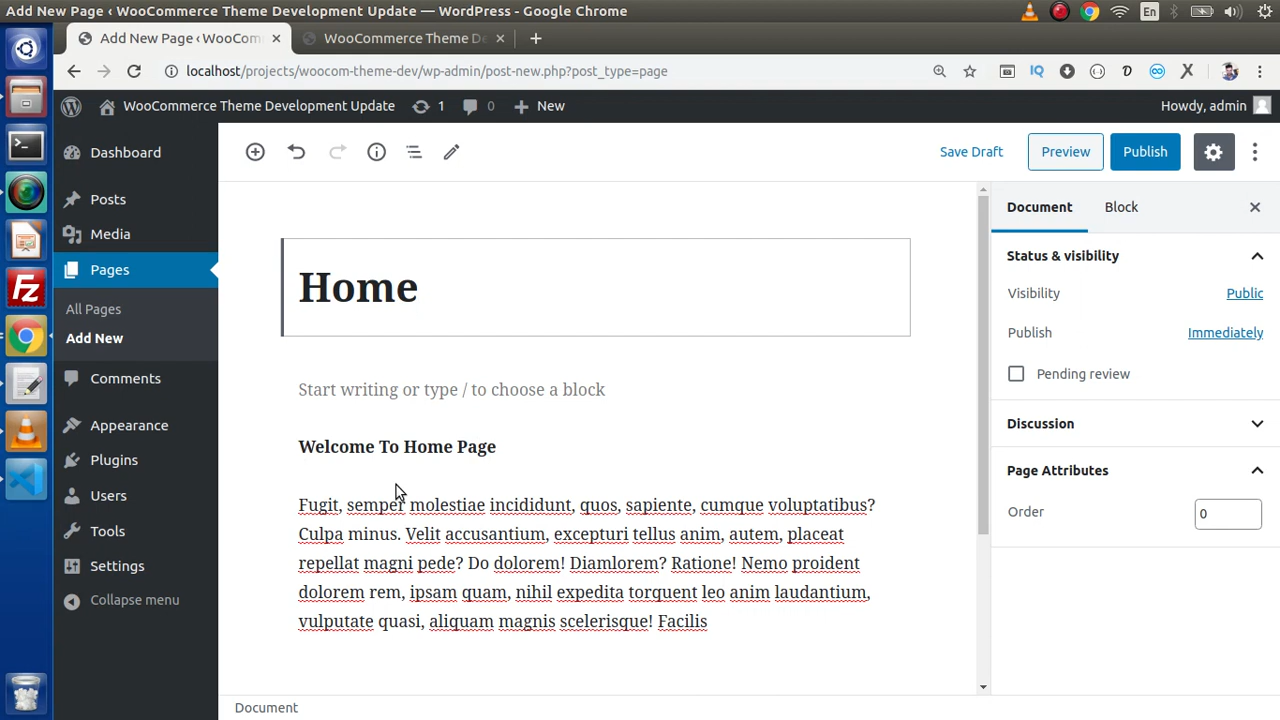 Add New Page ‹ WooCommerce Theme Development Update — WordPress - Google Chrome
En
Add New Page ‹ WooCom
WooCommerce Theme De
localhost/projects/woocom-theme-dev/wp-admin/post-new.php?post_type=page
IQ
WooCommerce Theme Development Update
1
0
New
Howdy, admin
Dashboard
Posts
Media
Pages
All Pages
Add New
Comments
Appearance
Plugins
Users
Tools
Settings
Collapse menu
Save Draft
Preview
Publish
Home
Start writing or type / to choose a block
Welcome To Home Page
Fugit, semper molestiae incididunt, quos, sapiente, cumque voluptatibus?
Culpa minus. Velit accusantium, excepturi tellus anim, autem, placeat
repellat magni pede? Do dolorem! Diamlorem? Ratione! Nemo proident
dolorem rem, ipsam quam, nihil expedita torquent leo anim laudantium,
vulputate quasi, aliquam magnis scelerisque! Facilis
Document
Block
Status & visibility
Visibility
Public
Publish
Immediately
Pending review
Discussion
Page Attributes
Order
0
Document